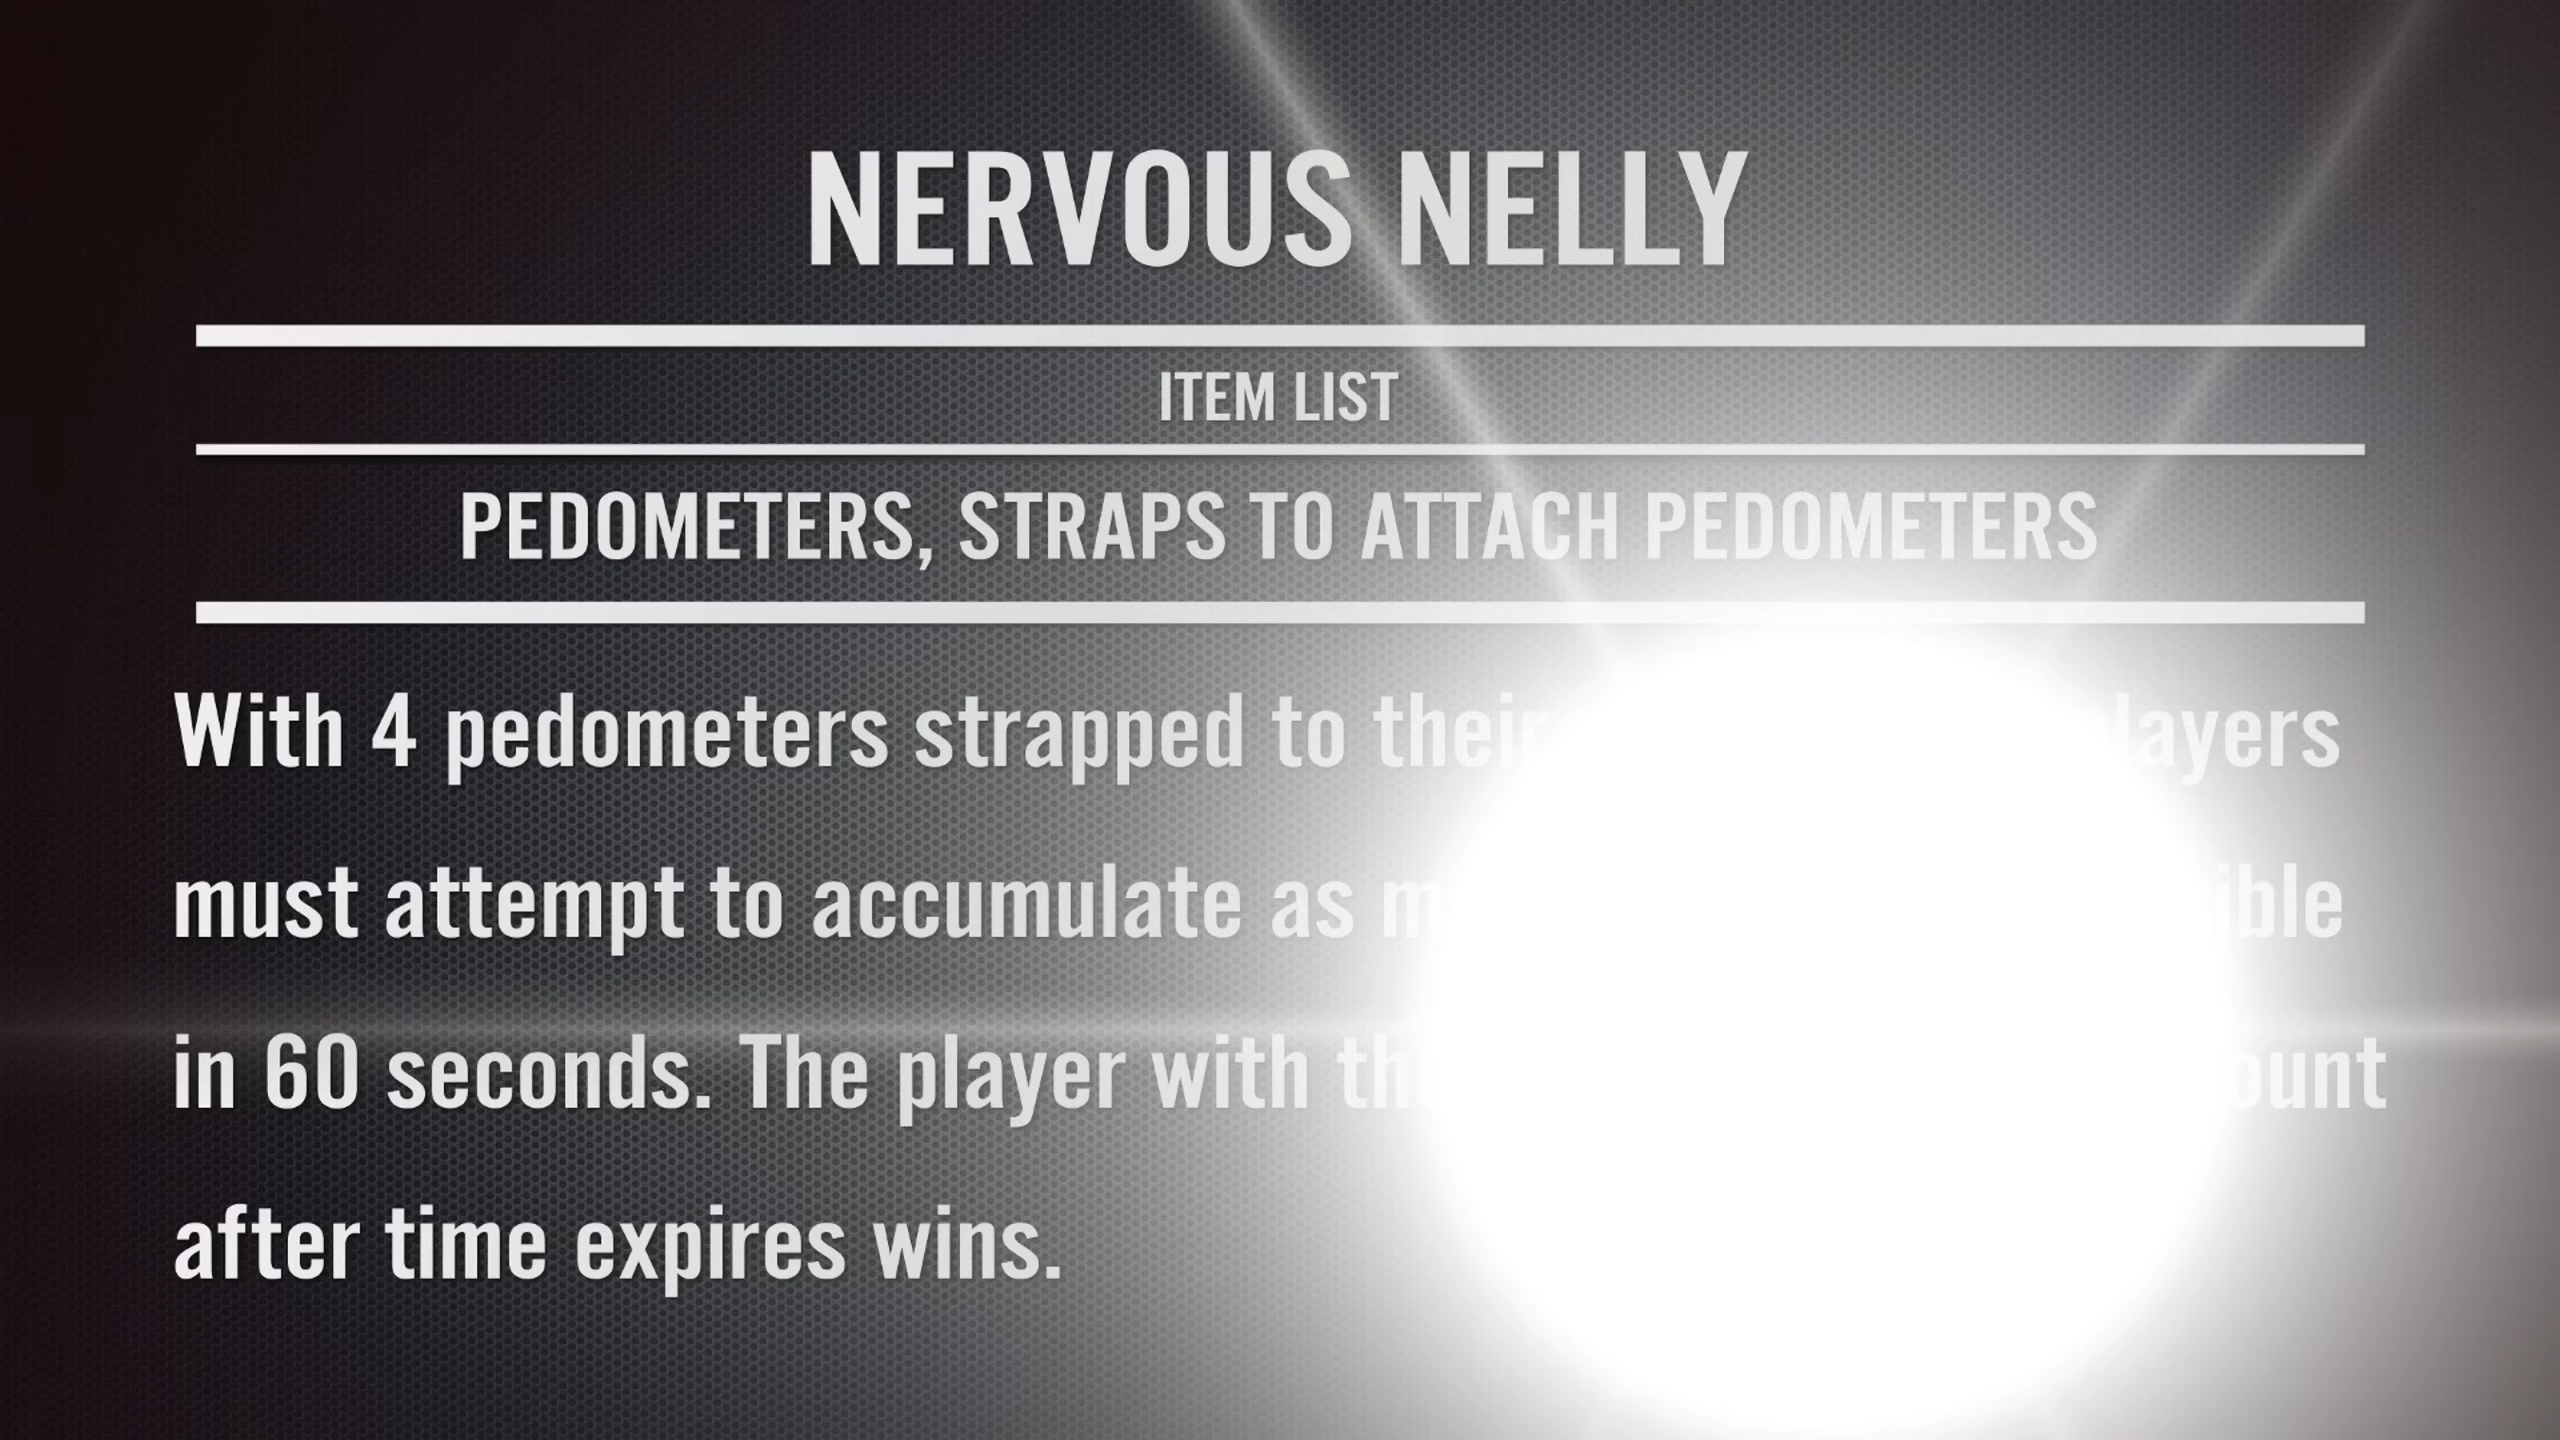 NERVOUS NELLY
ITEM LIST
PEDOMETERS, STRAPS TO ATTACH PEDOMETERS
With 4 pedometers strapped to their players
must attempt to accumulate as
in 60 seconds. The player with
after time expires wins.